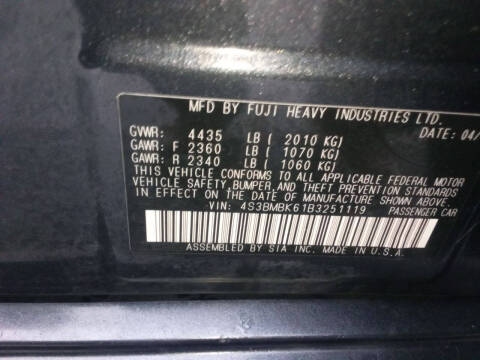 MFD BY FUJI HEAVY INDUSTRIES LTD.
DATE: 04/
GVWR: 4435 LB [ 2010 KG]
GAWR: F 2360 LB [ 1070 KG]
GAWR: R 2340 LB [ 1060 KG]
THIS VEHICLE CONFORMS TO ALL APPLICABLE FEDERAL MOTOR
VEHICLE SAFETY, BUMPER, AND THEFT PREVENTION STANDARDS
IN EFFECT ON THE DATE OF MANUFACTURE SHOWN ABOVE.
VIN: 4S3BMBK61B3251119 PASSENGER CAR
ASSEMBLED BY SIA INC. MADE IN U.S.A.